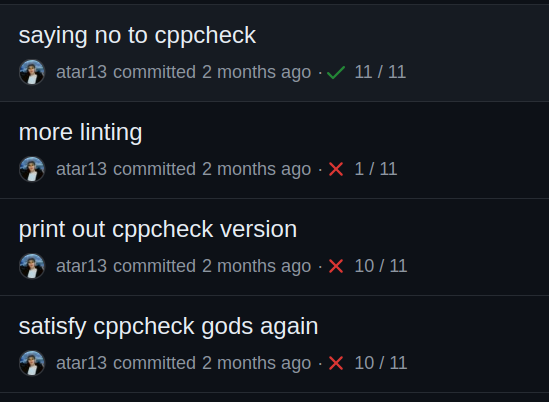 saying no to cppcheck
atar13 committed 2 months ago · 11 / 11
more linting
atar13 committed 2 months ago · 1 / 11
print out cppcheck version
atar13 committed 2 months ago · 10 / 11
satisfy cppcheck gods again
atar13 committed 2 months ago · 10 / 11